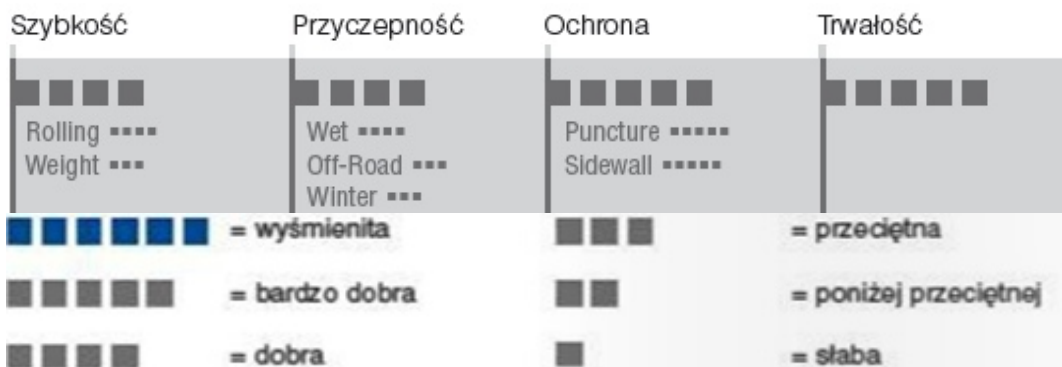 Szybkość Przyczepność Ochrona Trwałość
Rolling Wet Puncture
Weight Off-Road Sidewall
Winter
= wyśmienita = przeciętna
= bardzo dobra = poniżej przeciętnej
= dobra = słaba